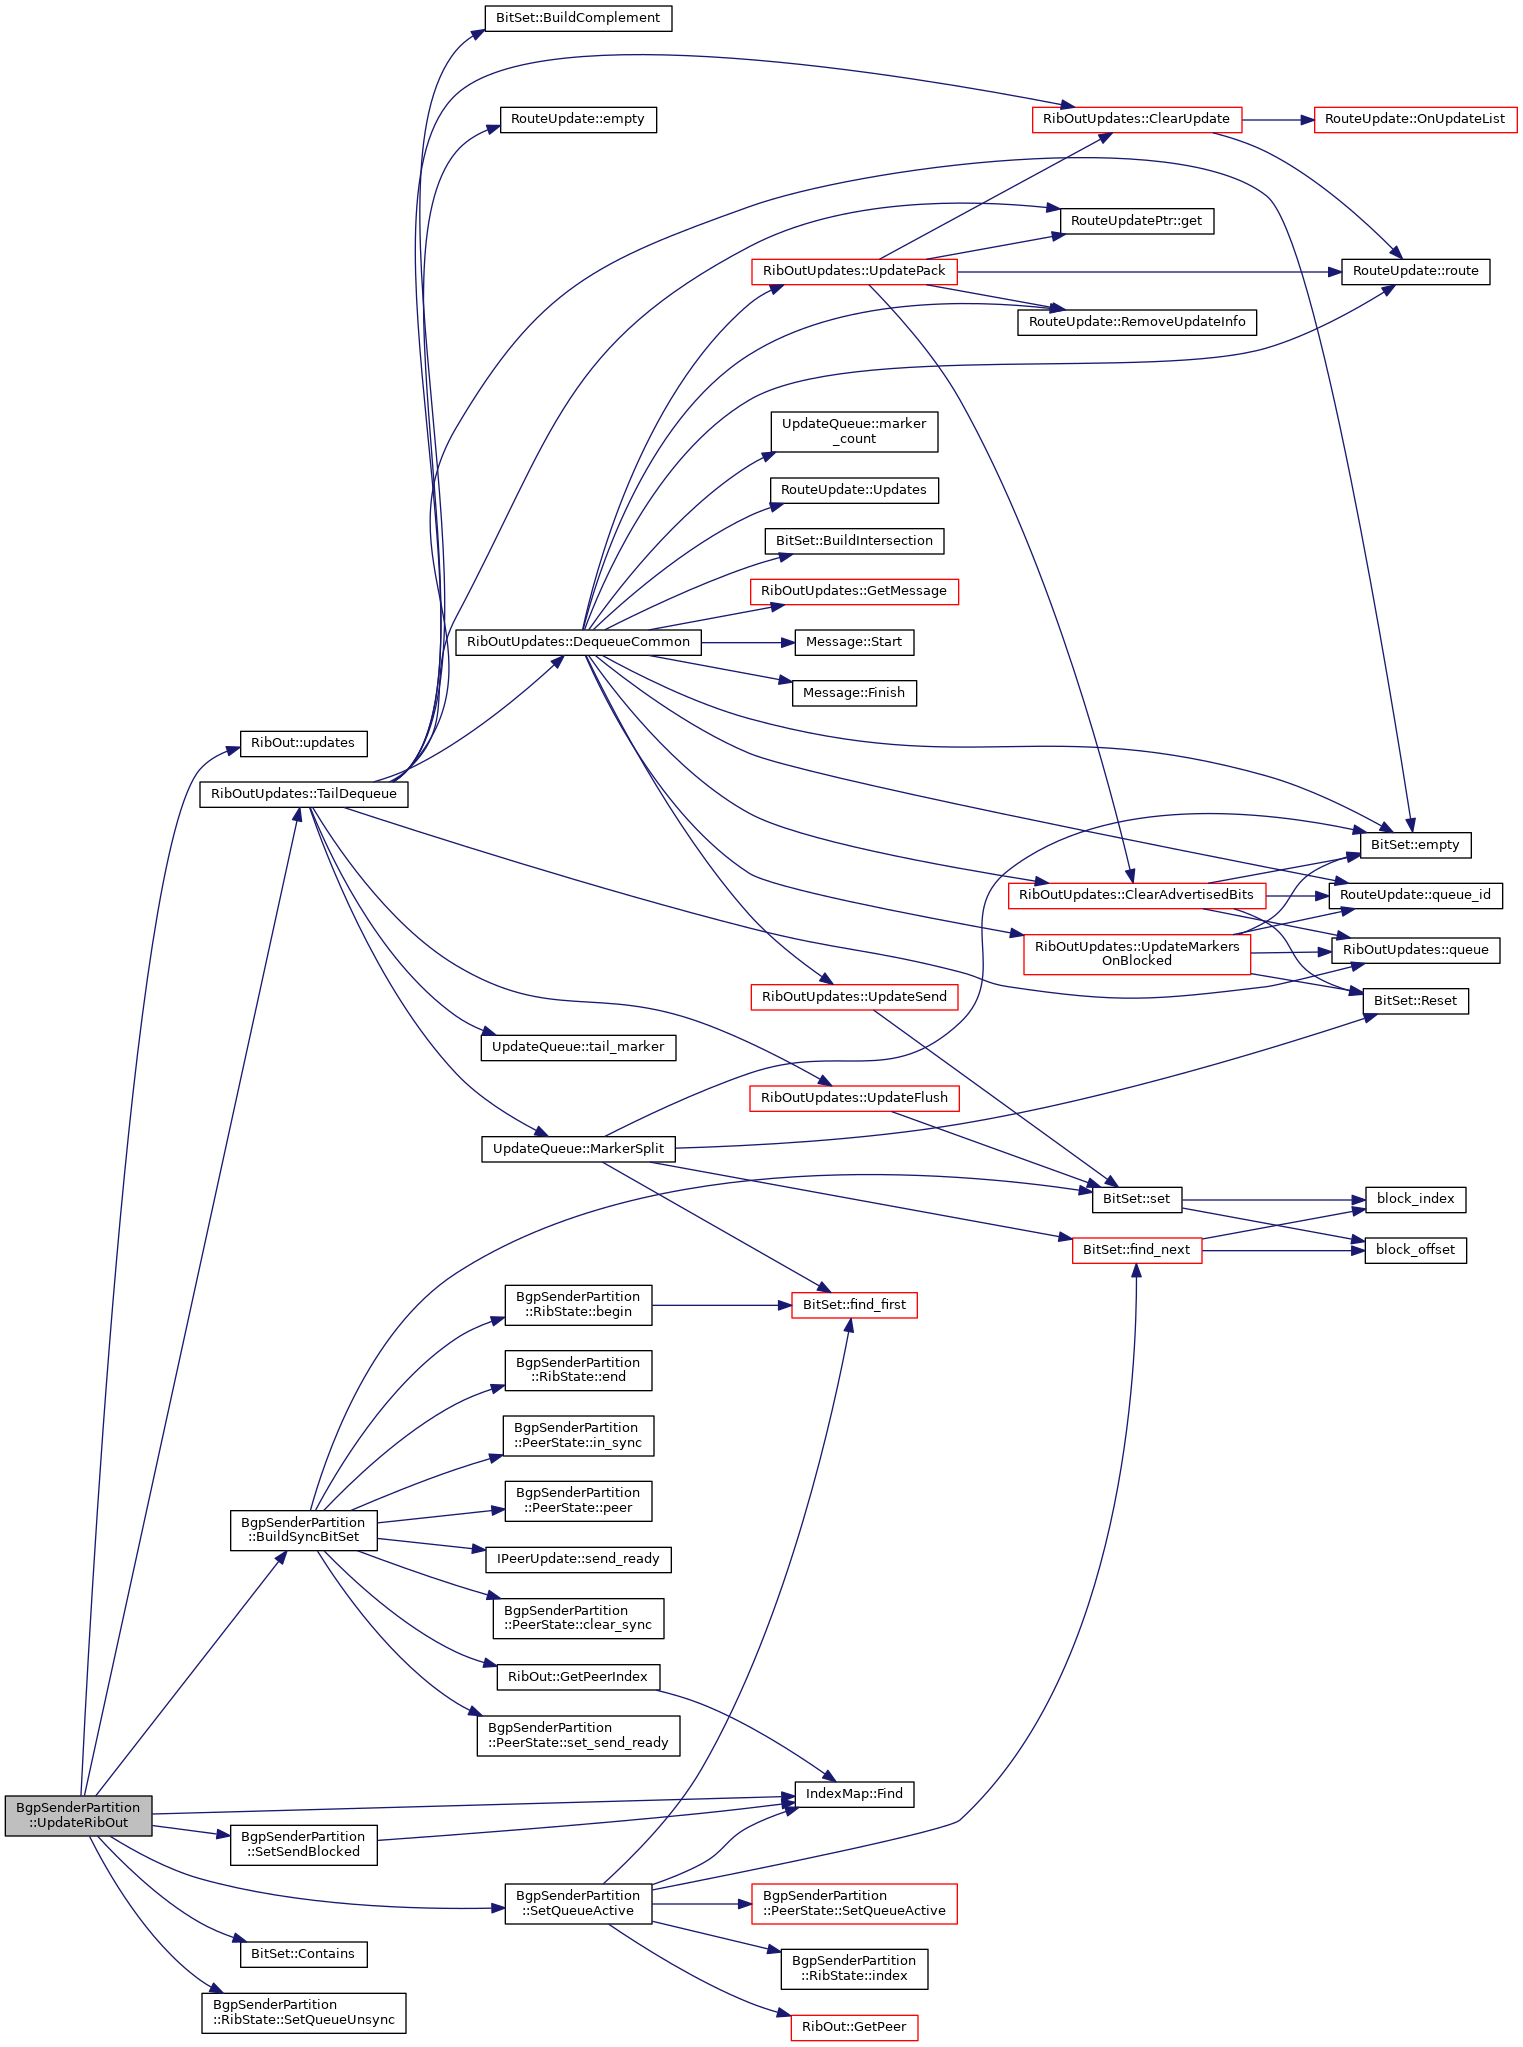 BitSet::BuildComplement
RouteUpdate::empty
RibOutUpdates::ClearUpdate
RouteUpdate::OnUpdateList
RouteUpdatePtr::get
RibOutUpdates::UpdatePack
RouteUpdate::route
RouteUpdate::RemoveUpdateInfo
UpdateQueue::marker
_count
RouteUpdate::Updates
BitSet::BuildIntersection
RibOutUpdates::GetMessage
RibOutUpdates::DequeueCommon
Message::Start
Message::Finish
RibOut::updates
RibOutUpdates::TailDequeue
BitSet::empty
RibOutUpdates::ClearAdvertisedBits
RouteUpdate::queue_id
RibOutUpdates::UpdateMarkers
OnBlocked
RibOutUpdates::queue
RibOutUpdates::UpdateSend
BitSet::Reset
UpdateQueue::tail_marker
RibOutUpdates::UpdateFlush
UpdateQueue::MarkerSplit
BitSet::set
block_index
BitSet::find_next
block_offset
BgpSenderPartition
::RibState::begin
BitSet::find_first
BgpSenderPartition
::RibState::end
BgpSenderPartition
::PeerState::in_sync
BgpSenderPartition
::PeerState::peer
BgpSenderPartition
::BuildSyncBitSet
IPeerUpdate::send_ready
BgpSenderPartition
::PeerState::clear_sync
RibOut::GetPeerIndex
BgpSenderPartition
::PeerState::set_send_ready
IndexMap::Find
BgpSenderPartition
::UpdateRibOut
BgpSenderPartition
::SetSendBlocked
BgpSenderPartition
::SetQueueActive
BgpSenderPartition
::PeerState::SetQueueActive
BitSet::Contains
BgpSenderPartition
::RibState::index
BgpSenderPartition
::RibState::SetQueueUnsync
RibOut::GetPeer